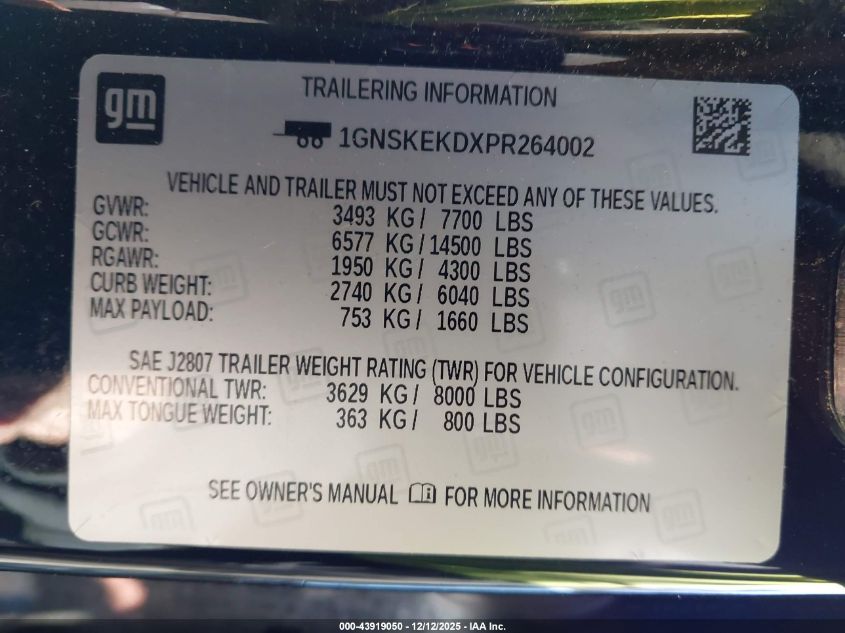 gm
TRAILERING INFORMATION
1GNSKEKDXPR264002
VEHICLE AND TRAILER MUST NOT EXCEED ANY OF THESE VALUES.
GVWR: 3493 KG / 7700 LBS
GCWR: 6577 KG / 14500 LBS
RGAWR: 1950 KG / 4300 LBS
CURB WEIGHT: 2740 KG / 6040 LBS
MAX PAYLOAD: 753 KG / 1660 LBS
SAE J2807 TRAILER WEIGHT RATING (TWR) FOR VEHICLE CONFIGURATION.
CONVENTIONAL TWR: 3629 KG / 8000 LBS
MAX TONGUE WEIGHT: 363 KG / 800 LBS
SEE OWNER'S MANUAL FOR MORE INFORMATION
000-43919050 - 12/12/2025 - IAA Inc.